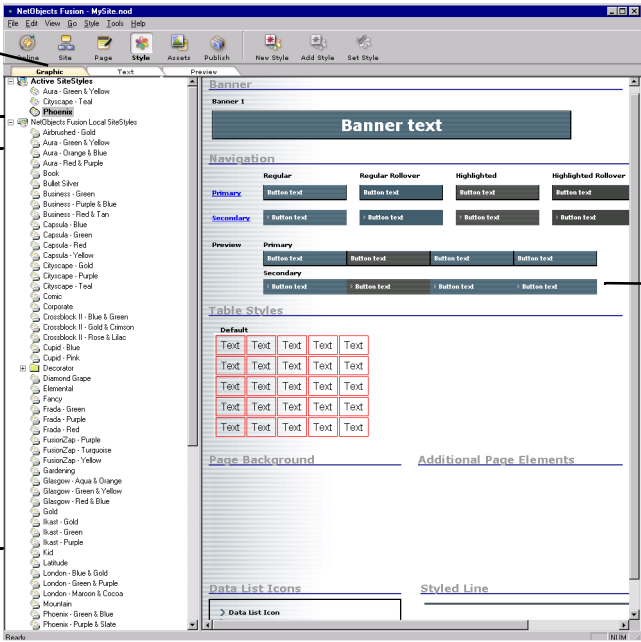 NetObjects Fusion - MySite.nod
File Edit View Go Style Tools Help
Online Site Page Style Assets Publish New Style Add Style Set Style
Graphic Text Preview
Active SiteStyles
Aura - Green & Yellow
Cityscape - Teal
Phoenix
NetObjects Fusion Local SiteStyles
Airbrushed - Gold
Aura - Green & Yellow
Aura - Orange & Blue
Aura - Red & Purple
Book
Bullet Silver
Business - Green
Business - Purple & Blue
Business - Red & Tan
Capsula - Blue
Capsula - Green
Capsula - Red
Capsula - Yellow
Cityscape - Gold
Cityscape - Purple
Cityscape - Teal
Comic
Corporate
Crossblock II - Blue & Green
Crossblock II - Gold & Crimson
Crossblock II - Rose & Lilac
Cupid - Blue
Cupid - Pink
Decorator
Diamond Grape
Elemental
Fancy
Frada - Green
Frada - Purple
Frada - Red
FusionZap - Purple
FusionZap - Turquoise
FusionZap - Yellow
Gardening
Glasgow - Aqua & Orange
Glasgow - Green & Yellow
Glasgow - Red & Blue
Gold
Ikast - Gold
Ikast - Green
Ikast - Purple
Kid
Latitude
London - Blue & Gold
London - Green & Purple
London - Maroon & Cocoa
Mountain
Phoenix - Green & Blue
Phoenix - Purple & Slate
Banner
Banner 1
Banner text
Navigation
Regular Regular Rollover Highlighted Highlighted Rollover
Primary Button text Button text Button text Button text
Secondary > Button text > Button text > Button text > Button text
Preview Primary
Button text Button text Button text Button text
Secondary
> Button text > Button text > Button text > Button text
Table Styles
Default
Text Text Text Text Text
Text Text Text Text Text
Text Text Text Text Text
Text Text Text Text Text
Text Text Text Text Text
Page Background Additional Page Elements
Data List Icons Styled Line
> Data List Icon
Ready NUM